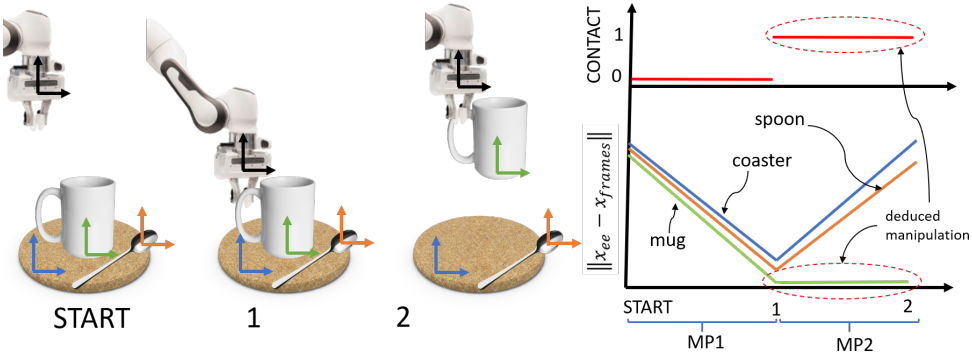 START
1
2
CONTACT
1
0
‖x_ee − x_frames‖
spoon
coaster
mug
deduced
manipulation
START
1
2
MP1
MP2